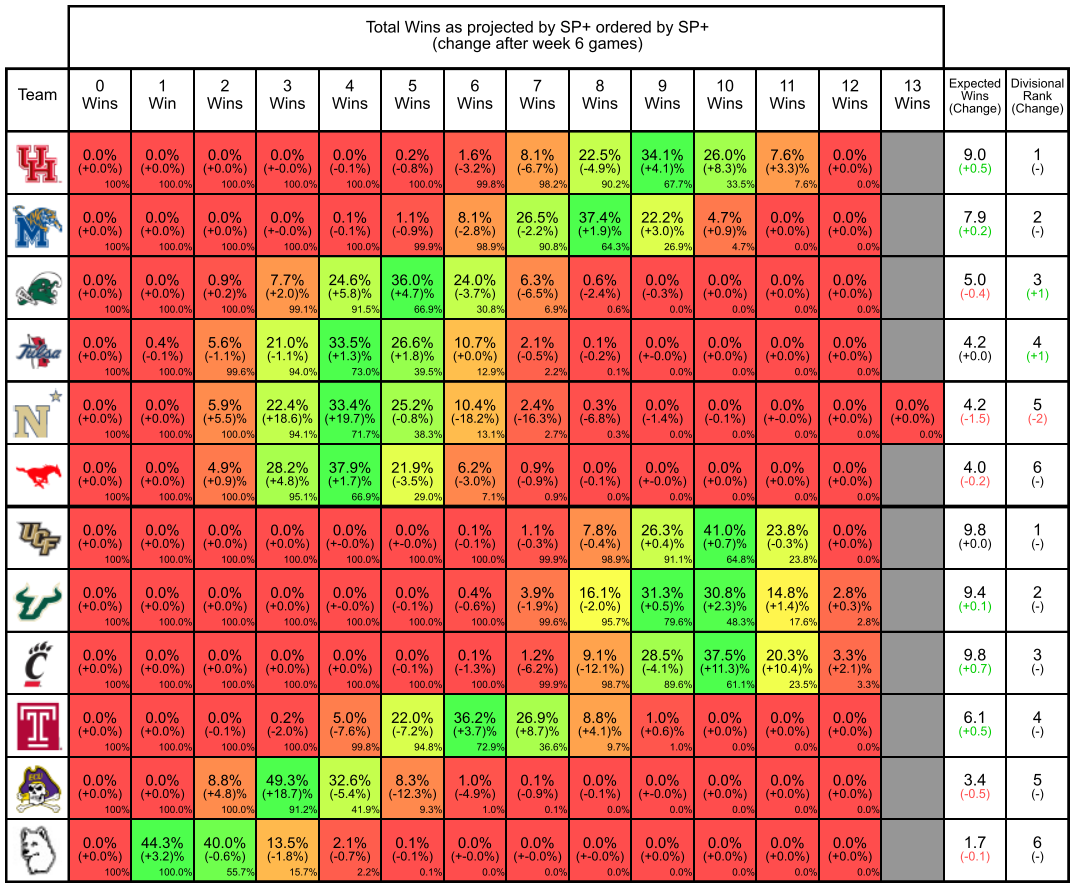 Total Wins as projected by SP+ ordered by SP+
(change after week 6 games)
Team 0 Wins 1 Win 2 Wins 3 Wins 4 Wins 5 Wins 6 Wins 7 Wins 8 Wins 9 Wins 10 Wins 11 Wins 12 Wins 13 Wins Expected Wins (Change) Divisional Rank (Change)
UH 0.0% 0.0% 0.0% 0.0% 0.0% 0.2% 1.6% 8.1% 22.5% 34.1% 26.0% 7.6% 0.0% 9.0 1
(+0.0%) (+0.0%) (+0.0%) (+-0.0%) (-0.1%) (-0.8%) (-3.2%) (-6.7%) (-4.9%) (+4.1)% (+8.3)% (+3.3)% (+0.0%) (+0.5) (-)
100% 100.0% 100.0% 100.0% 100.0% 100.0% 99.8% 98.2% 90.2% 67.7% 33.5% 7.6% 0.0%
M 0.0% 0.0% 0.0% 0.0% 0.1% 1.1% 8.1% 26.5% 37.4% 22.2% 4.7% 0.0% 0.0% 7.9 2
(+0.0%) (+0.0%) (+0.0%) (+-0.0%) (-0.1%) (-0.9%) (-2.8%) (-2.2%) (+1.9)% (+3.0)% (+0.9)% (+0.0%) (+0.0%) (+0.2) (-)
100% 100.0% 100.0% 100.0% 100.0% 99.9% 98.9% 90.8% 64.3% 26.9% 4.7% 0.0% 0.0%
0.0% 0.0% 0.9% 7.7% 24.6% 36.0% 24.0% 6.3% 0.6% 0.0% 0.0% 0.0% 0.0% 5.0 3
(+0.0%) (+0.0%) (+0.2)% (+2.0)% (+5.8)% (+4.7)% (-3.7%) (-6.5%) (-2.4%) (-0.3%) (+0.0%) (+0.0%) (+0.0%) (-0.4) (+1)
100% 100.0% 100.0% 99.1% 91.5% 66.9% 30.8% 6.9% 0.6% 0.0% 0.0% 0.0% 0.0%
Tulsa 0.0% 0.4% 5.6% 21.0% 33.5% 26.6% 10.7% 2.1% 0.1% 0.0% 0.0% 0.0% 0.0% 4.2 4
(+0.0%) (-0.1%) (-1.1%) (-1.1%) (+1.3)% (+1.8)% (+0.0%) (-0.5%) (-0.2%) (+-0.0%) (+0.0%) (+0.0%) (+0.0%) (+0.0) (+1)
100% 100.0% 99.6% 94.0% 73.0% 39.5% 12.9% 2.2% 0.1% 0.0% 0.0% 0.0% 0.0%
N 0.0% 0.0% 5.9% 22.4% 33.4% 25.2% 10.4% 2.4% 0.3% 0.0% 0.0% 0.0% 0.0% 0.0% 4.2 5
(+0.0%) (+0.0%) (+5.5)% (+18.6)% (+19.7)% (-0.8%) (-18.2%) (-16.3%) (-6.8%) (-1.4%) (-0.1%) (+-0.0%) (+0.0%) (+0.0%) (-1.5) (-2)
100% 100.0% 100.0% 94.1% 71.7% 38.3% 13.1% 2.7% 0.3% 0.0% 0.0% 0.0% 0.0% 0.0%
0.0% 0.0% 4.9% 28.2% 37.9% 21.9% 6.2% 0.9% 0.0% 0.0% 0.0% 0.0% 0.0% 4.0 6
(+0.0%) (+0.0%) (+0.9)% (+4.8)% (+1.7)% (-3.5%) (-3.0%) (-0.9%) (-0.1%) (+-0.0%) (+0.0%) (+0.0%) (+0.0%) (-0.2) (-)
100% 100.0% 100.0% 95.1% 66.9% 29.0% 7.1% 0.9% 0.0% 0.0% 0.0% 0.0% 0.0%
UCF 0.0% 0.0% 0.0% 0.0% 0.0% 0.0% 0.1% 1.1% 7.8% 26.3% 41.0% 23.8% 0.0% 9.8 1
(+0.0%) (+0.0%) (+0.0%) (+0.0%) (+-0.0%) (+-0.0%) (-0.1%) (-0.3%) (-0.4%) (+0.4)% (+0.7)% (-0.3%) (+0.0%) (+0.0) (-)
100% 100.0% 100.0% 100.0% 100.0% 100.0% 100.0% 99.9% 98.9% 91.1% 64.8% 23.8% 0.0%
0.0% 0.0% 0.0% 0.0% 0.0% 0.0% 0.4% 3.9% 16.1% 31.3% 30.8% 14.8% 2.8% 9.4 2
(+0.0%) (+0.0%) (+0.0%) (+0.0%) (+-0.0%) (-0.1%) (-0.6%) (-1.9%) (-2.0%) (+0.5)% (+2.3)% (+1.4)% (+0.3)% (+0.1) (-)
100% 100.0% 100.0% 100.0% 100.0% 100.0% 100.0% 99.6% 95.7% 79.6% 48.3% 17.6% 2.8%
C 0.0% 0.0% 0.0% 0.0% 0.0% 0.0% 0.1% 1.2% 9.1% 28.5% 37.5% 20.3% 3.3% 9.8 3
(+0.0%) (+0.0%) (+0.0%) (+0.0%) (+0.0%) (-0.1%) (-1.3%) (-6.2%) (-12.1%) (-4.1%) (+11.3)% (+10.4)% (+2.1)% (+0.7) (-)
100% 100.0% 100.0% 100.0% 100.0% 100.0% 100.0% 99.9% 98.7% 89.6% 61.1% 23.5% 3.3%
T 0.0% 0.0% 0.0% 0.2% 5.0% 22.0% 36.2% 26.9% 8.8% 1.0% 0.0% 0.0% 0.0% 6.1 4
(+0.0%) (+0.0%) (-0.1%) (-2.0%) (-7.6%) (-7.2%) (+3.7)% (+8.7)% (+4.1)% (+0.6)% (+0.0%) (+0.0%) (+0.0%) (+0.5) (-)
100% 100.0% 100.0% 100.0% 99.8% 94.8% 72.9% 36.6% 9.7% 1.0% 0.0% 0.0% 0.0%
ECU 0.0% 0.0% 8.8% 49.3% 32.6% 8.3% 1.0% 0.1% 0.0% 0.0% 0.0% 0.0% 0.0% 3.4 5
(+0.0%) (+0.0%) (+4.8)% (+18.7)% (-5.4%) (-12.3%) (-4.9%) (-0.9%) (-0.1%) (+-0.0%) (+0.0%) (+0.0%) (+0.0%) (-0.5) (-)
100% 100.0% 100.0% 91.2% 41.9% 9.3% 1.0% 0.1% 0.0% 0.0% 0.0% 0.0% 0.0%
0.0% 44.3% 40.0% 13.5% 2.1% 0.1% 0.0% 0.0% 0.0% 0.0% 0.0% 0.0% 0.0% 1.7 6
(+0.0%) (+3.2)% (-0.6%) (-1.8%) (-0.7%) (-0.1%) (+-0.0%) (+-0.0%) (+-0.0%) (+0.0%) (+0.0%) (+0.0%) (+0.0%) (-0.1) (-)
100% 100.0% 55.7% 15.7% 2.2% 0.1% 0.0% 0.0% 0.0% 0.0% 0.0% 0.0% 0.0%